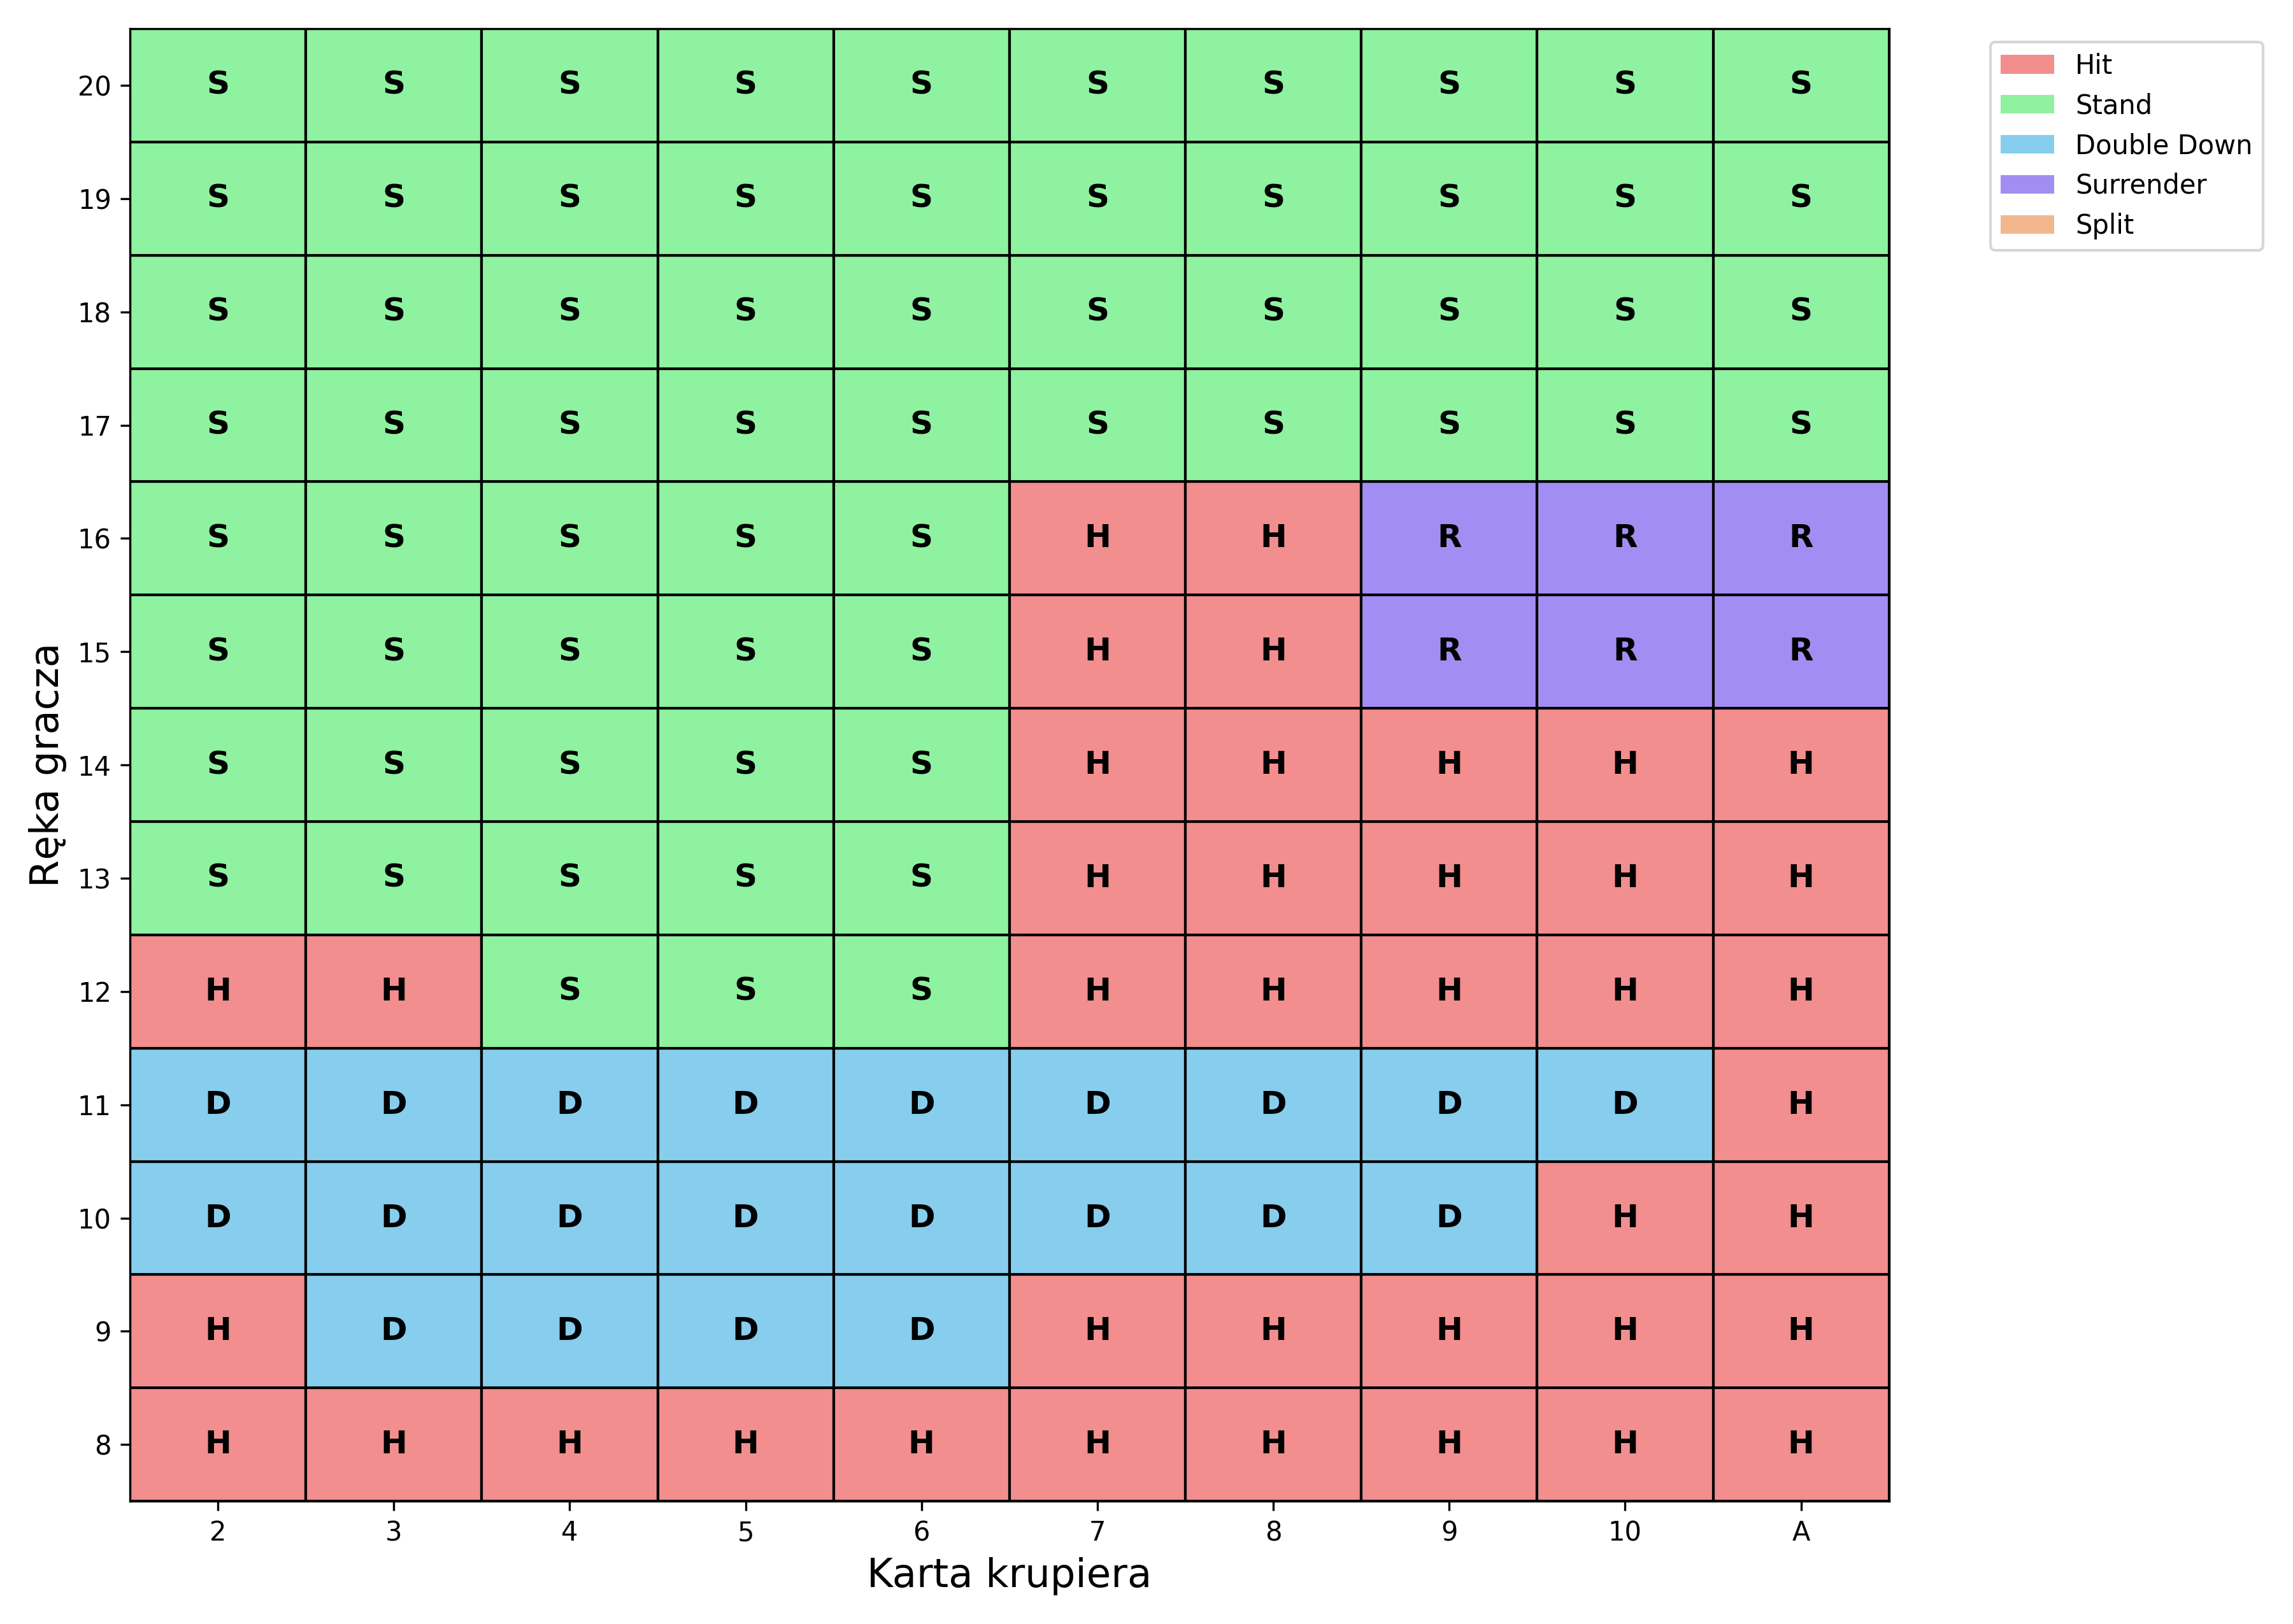 20 S S S S S S S S S S
19 S S S S S S S S S S
18 S S S S S S S S S S
17 S S S S S S S S S S
16 S S S S S H H R R R
15 S S S S S H H R R R
14 S S S S S H H H H H
13 S S S S S H H H H H
12 H H S S S H H H H H
11 D D D D D D D D D H
10 D D D D D D D D H H
9 H D D D D H H H H H
8 H H H H H H H H H H
2 3 4 5 6 7 8 9 10 A
Karta krupiera
Ręka gracza
Hit
Stand
Double Down
Surrender
Split